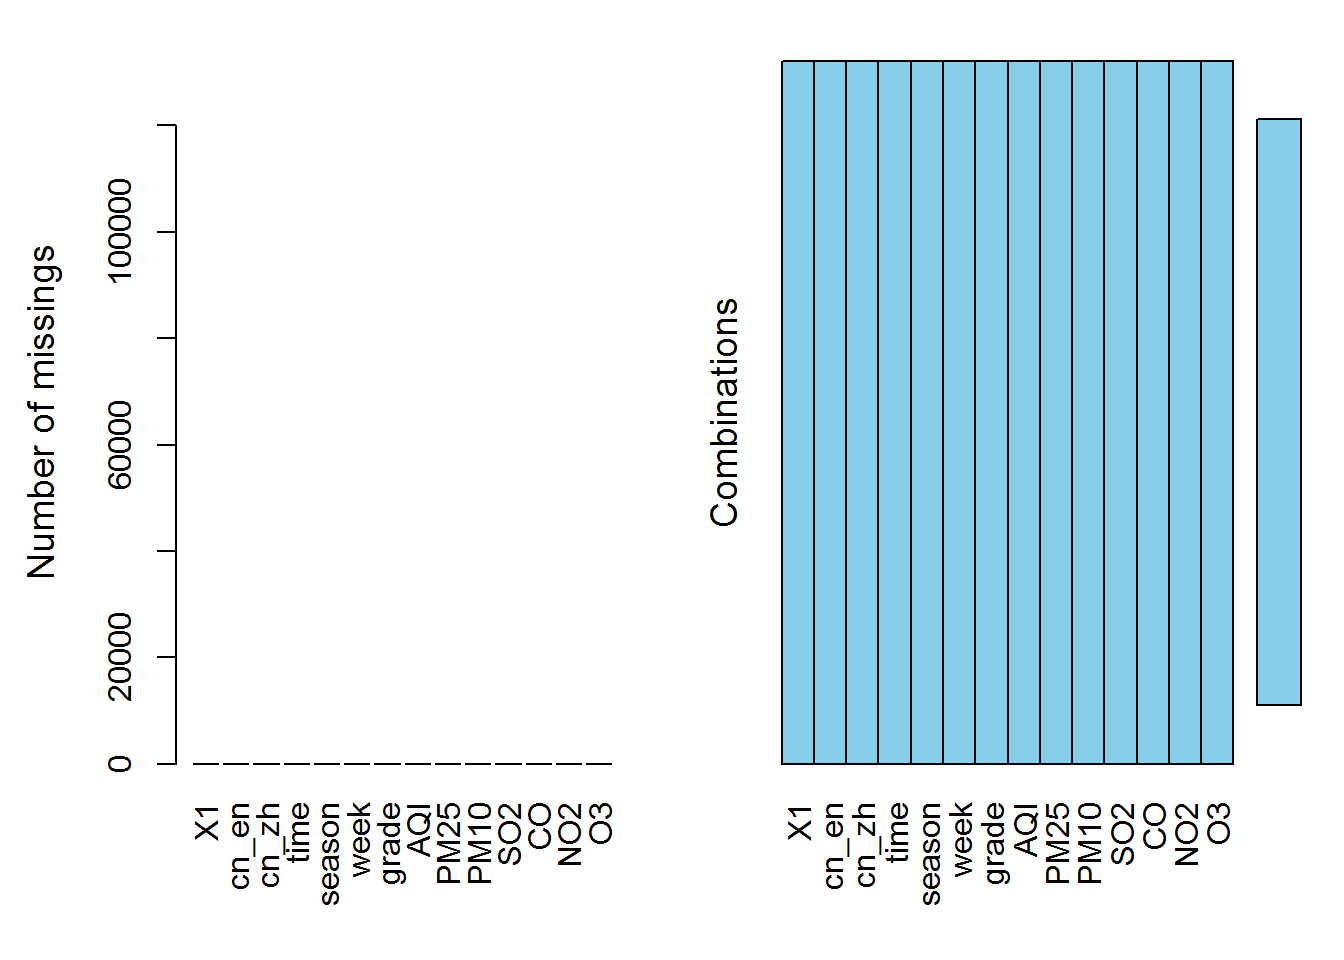 Number of missings
100000
60000
20000
0
X1
cn_en
cn_zh
time
season
week
grade
AQI
PM25
PM10
SO2
CO
NO2
O3
Combinations
X1
cn_en
cn_zh
time
season
week
grade
AQI
PM25
PM10
SO2
CO
NO2
O3